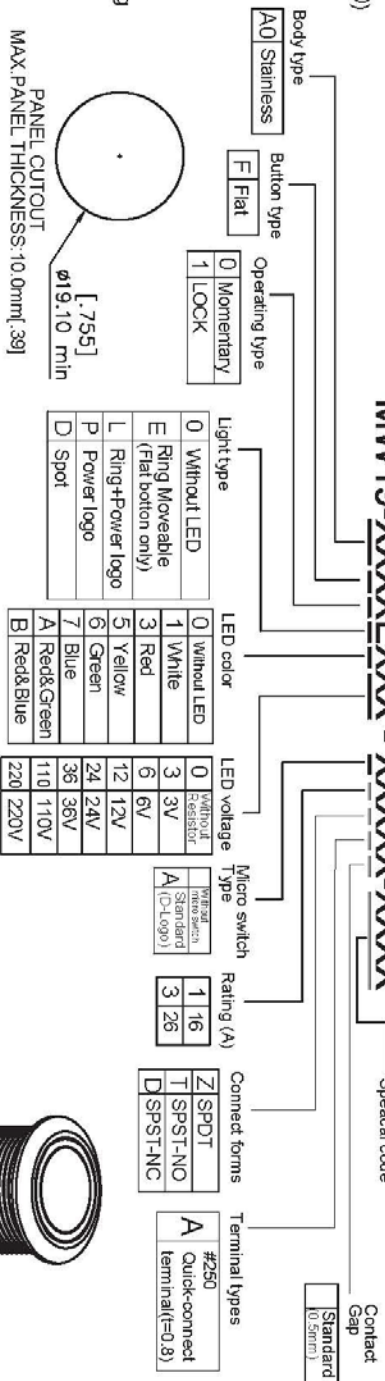 Body type
A0 Stainless
Button type
F Flat
Operating type
0 Momentary
1 LOCK
Light type
0 Without LED
E Ring Moveable
(Flat botton only)
L Ring+Power logo
P Power logo
D Spot
LED color
0 Without LED
1 White
3 Red
5 Yellow
6 Green
7 Blue
A Red&Green
B Red&Blue
LED voltage
0 Without
Resistor
3 3V
6 6V
12 12V
24 24V
36 36V
110 110V
220 220V
Micro switch
Type
Without
micro switch
A Standard
(D-Logo)
Rating (A)
1 16
3 26
Connect forms
Z SPDT
T SPST-NO
D SPST-NC
Terminal types
A #250
Quick-connect
terminal(t=0.8)
Contact
Gap
Standard
(0.5mm)
[.755]
ø19.10 min
PANEL CUTOUT
MAX.PANEL THICKNESS:10.0mm[.39]